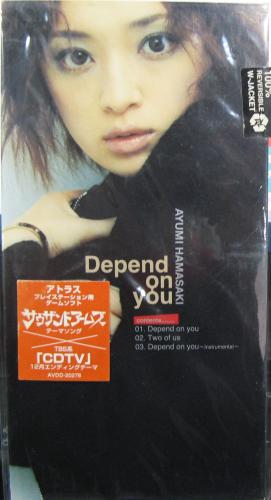 100%
REVERSIBLE
W-JACKET
AYUMI HAMASAKI
Depend
on
you
contents
01. Depend on you
02. Two of us
03. Depend on you～instrumental～
アトラス
プレイステーション用
ゲームソフト
サウザンドアームズ
テーマソング
×
TBS系
「CDTV」
12月エンディングテーマ
AVDD-20278